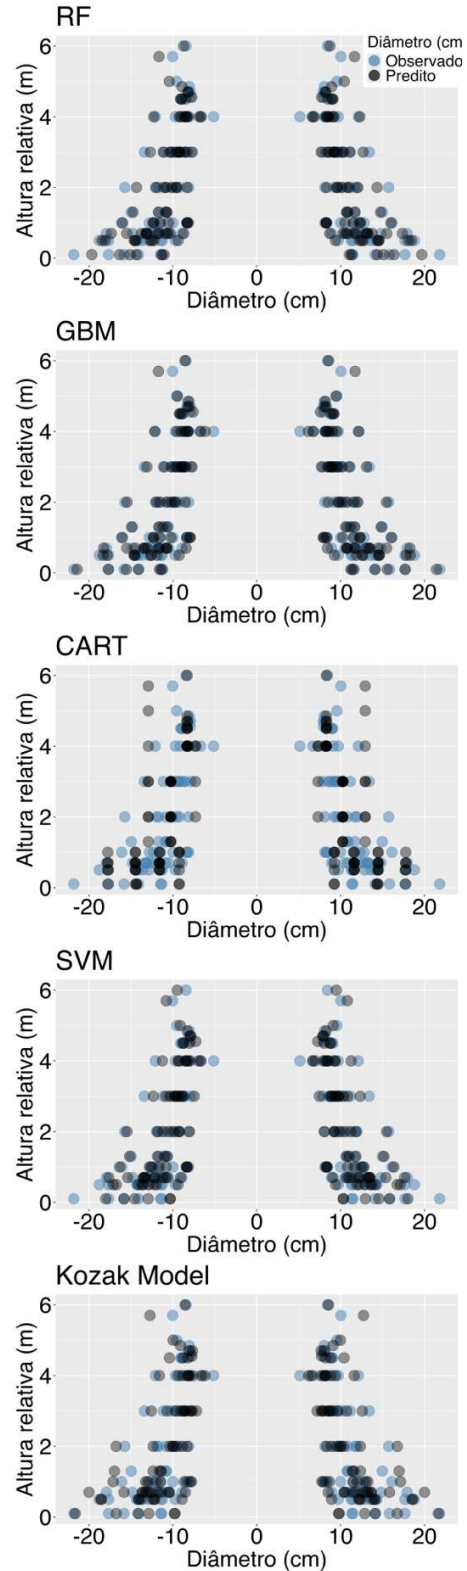 RF
Diâmetro (cm
Observado
Predito
Altura relativa (m)
6
4
2
0
-20 -10 0 10 20
Diâmetro (cm)
GBM
Altura relativa (m)
6
4
2
0
-20 -10 0 10 20
Diâmetro (cm)
CART
Altura relativa (m)
6
4
2
0
-20 -10 0 10 20
Diâmetro (cm)
SVM
Altura relativa (m)
6
4
2
0
-20 -10 0 10 20
Diâmetro (cm)
Kozak Model
Altura relativa (m)
6
4
2
0
-20 -10 0 10 20
Diâmetro (cm)